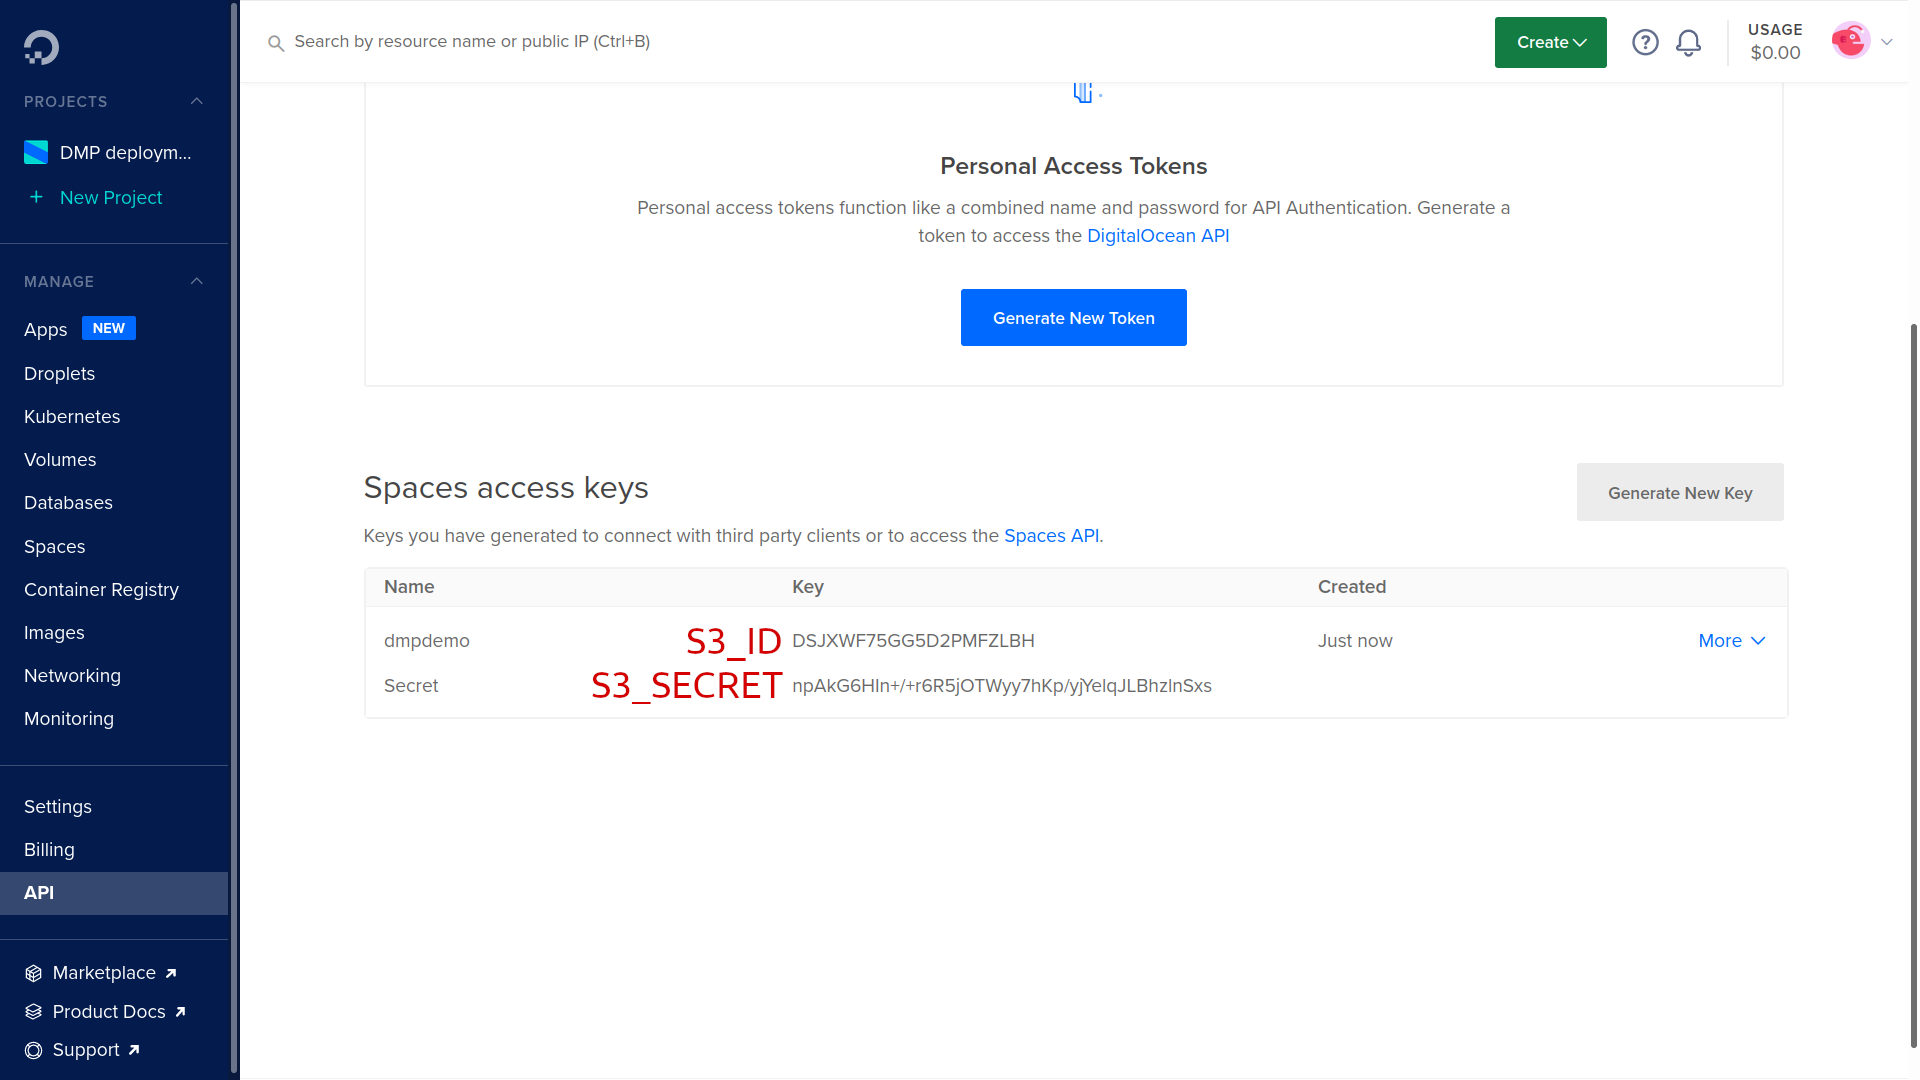 Search by resource name or public IP (Ctrl+B)
Create
USAGE
$0.00
PROJECTS
DMP deploym...
+ New Project
MANAGE
Apps NEW
Droplets
Kubernetes
Volumes
Databases
Spaces
Container Registry
Images
Networking
Monitoring
Settings
Billing
API
Marketplace
Product Docs
Support
Personal Access Tokens
Personal access tokens function like a combined name and password for API Authentication. Generate a
token to access the DigitalOcean API
Generate New Token
Spaces access keys
Generate New Key
Keys you have generated to connect with third party clients or to access the Spaces API.
Name Key Created
dmpdemo S3_ID DSJXWF75GG5D2PMFZLBH Just now More
Secret S3_SECRET